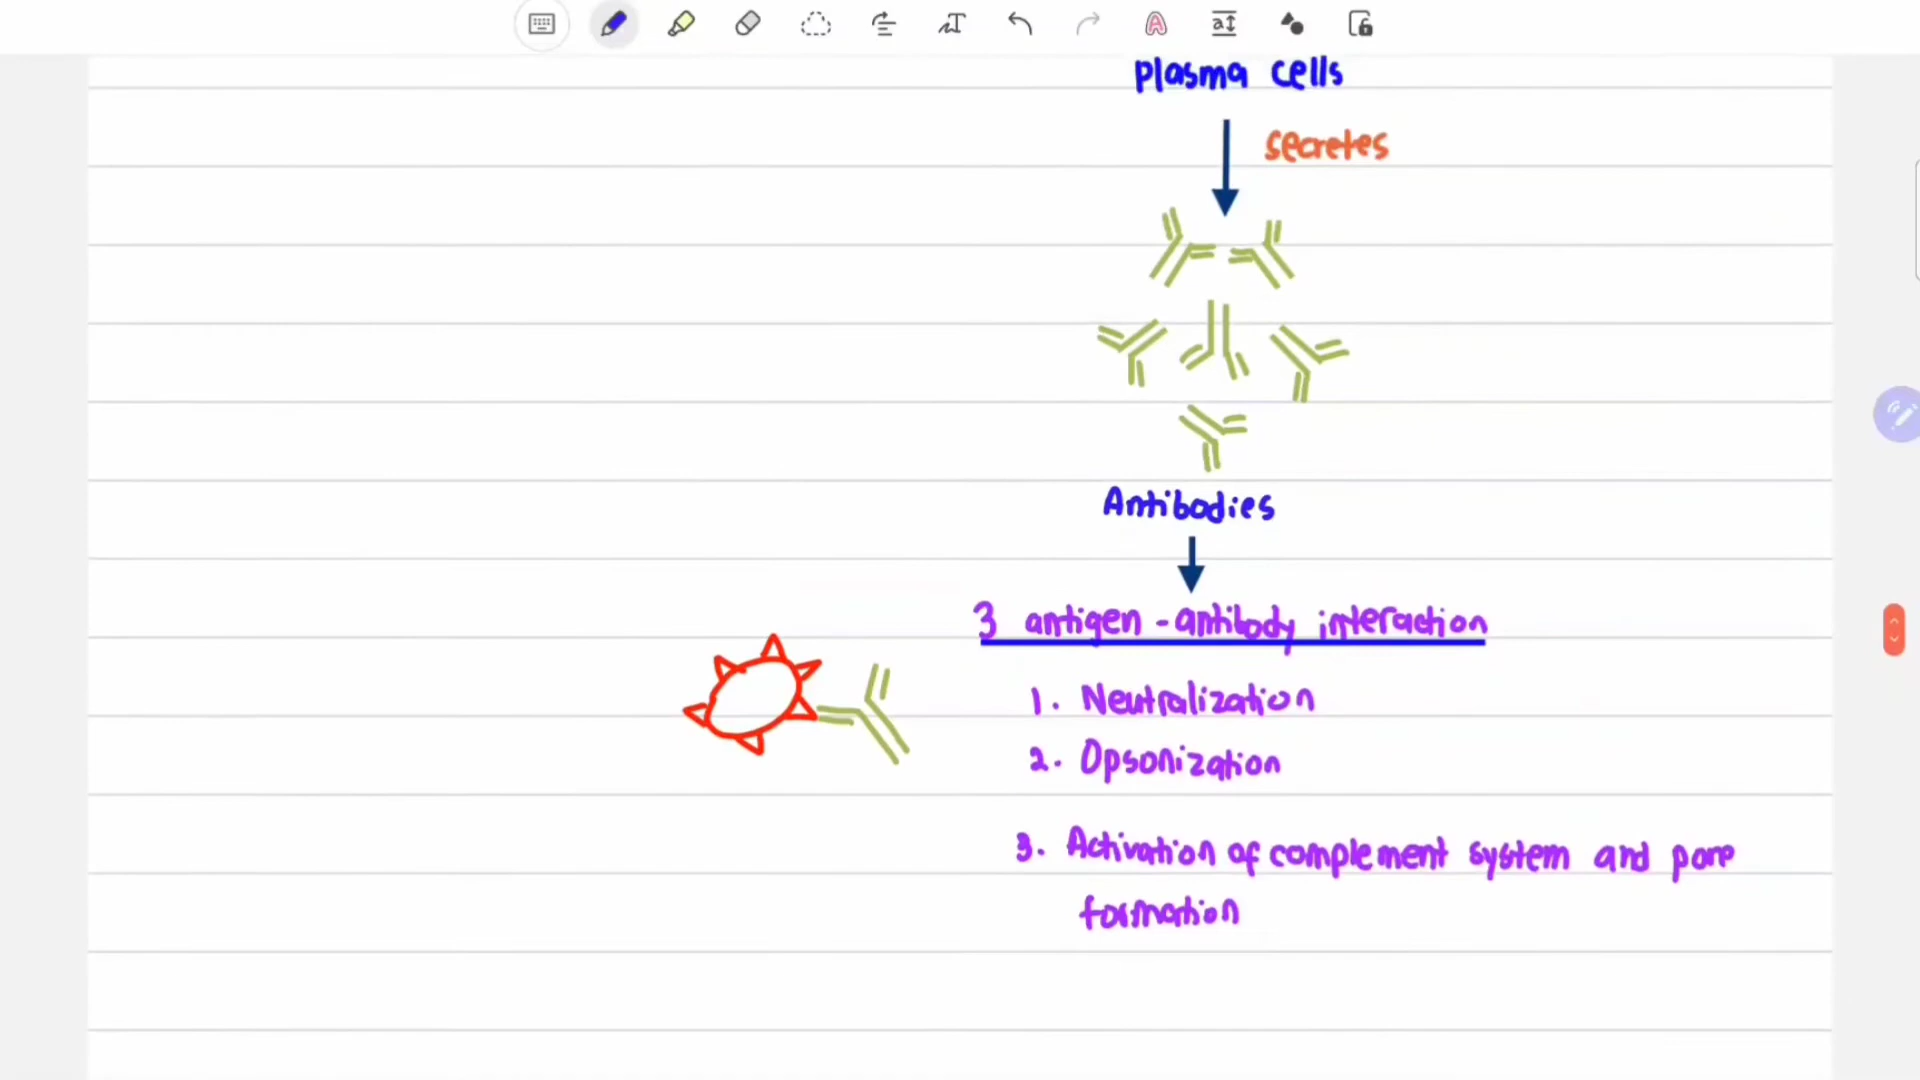 Plasma cells
secretes
Antibodies
3 antigen - antibody interaction
1. Neutralization
2. Opsonization
3. Activation of complement system and pore
formation